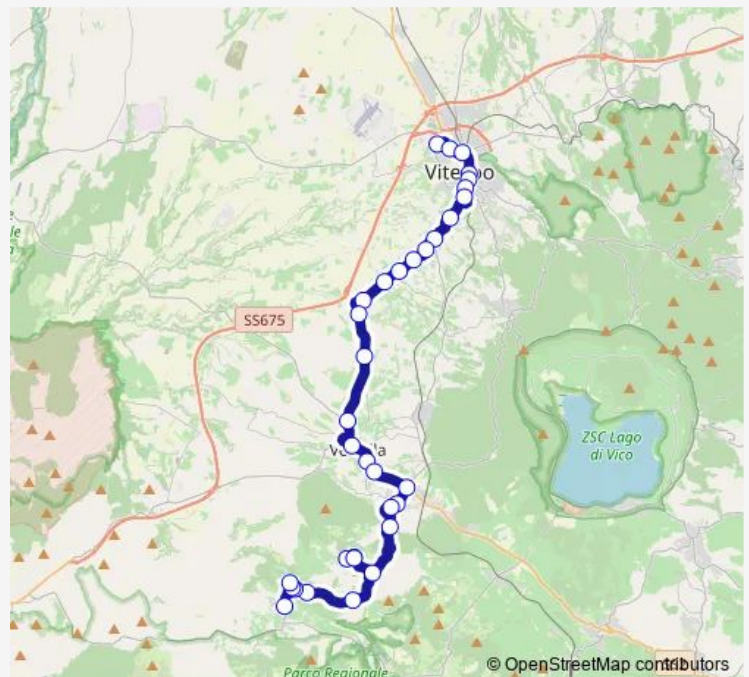 Viterbo
SS675
ZSC Lago
di Vico
Parco Regionale
© OpenStreetMap contributors